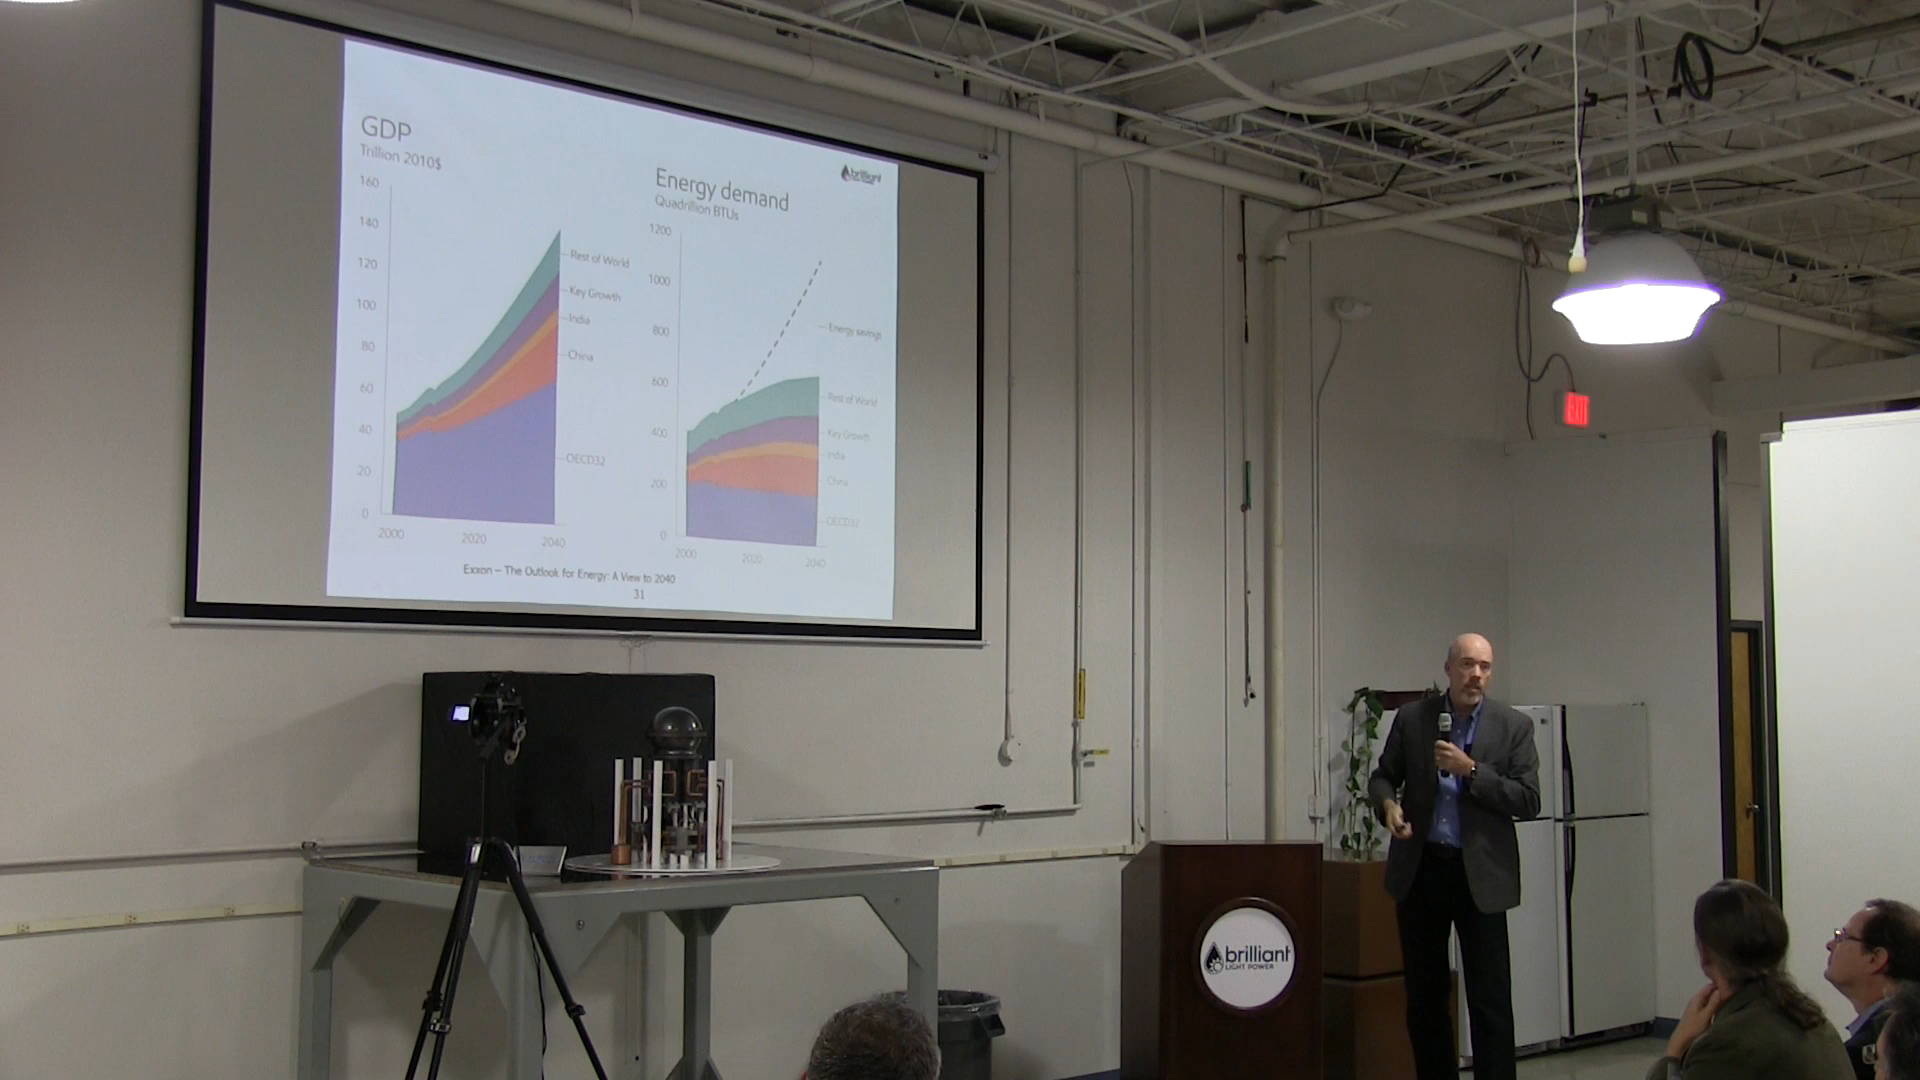 GDP
Trillion 2010$
160
140
120
100
80
60
40
20
0
2000
2020
2040
Rest of World
Key Growth
India
China
OECD32
brilliant
Energy demand
Quadrillion BTUs
1200
1000
800
600
400
200
0
2000
2020
2040
Energy savings
Rest of World
Key Growth
India
China
OECD32
Exxon – The Outlook for Energy: A View to 2040
31
EXIT
brilliant
LIGHT POWER